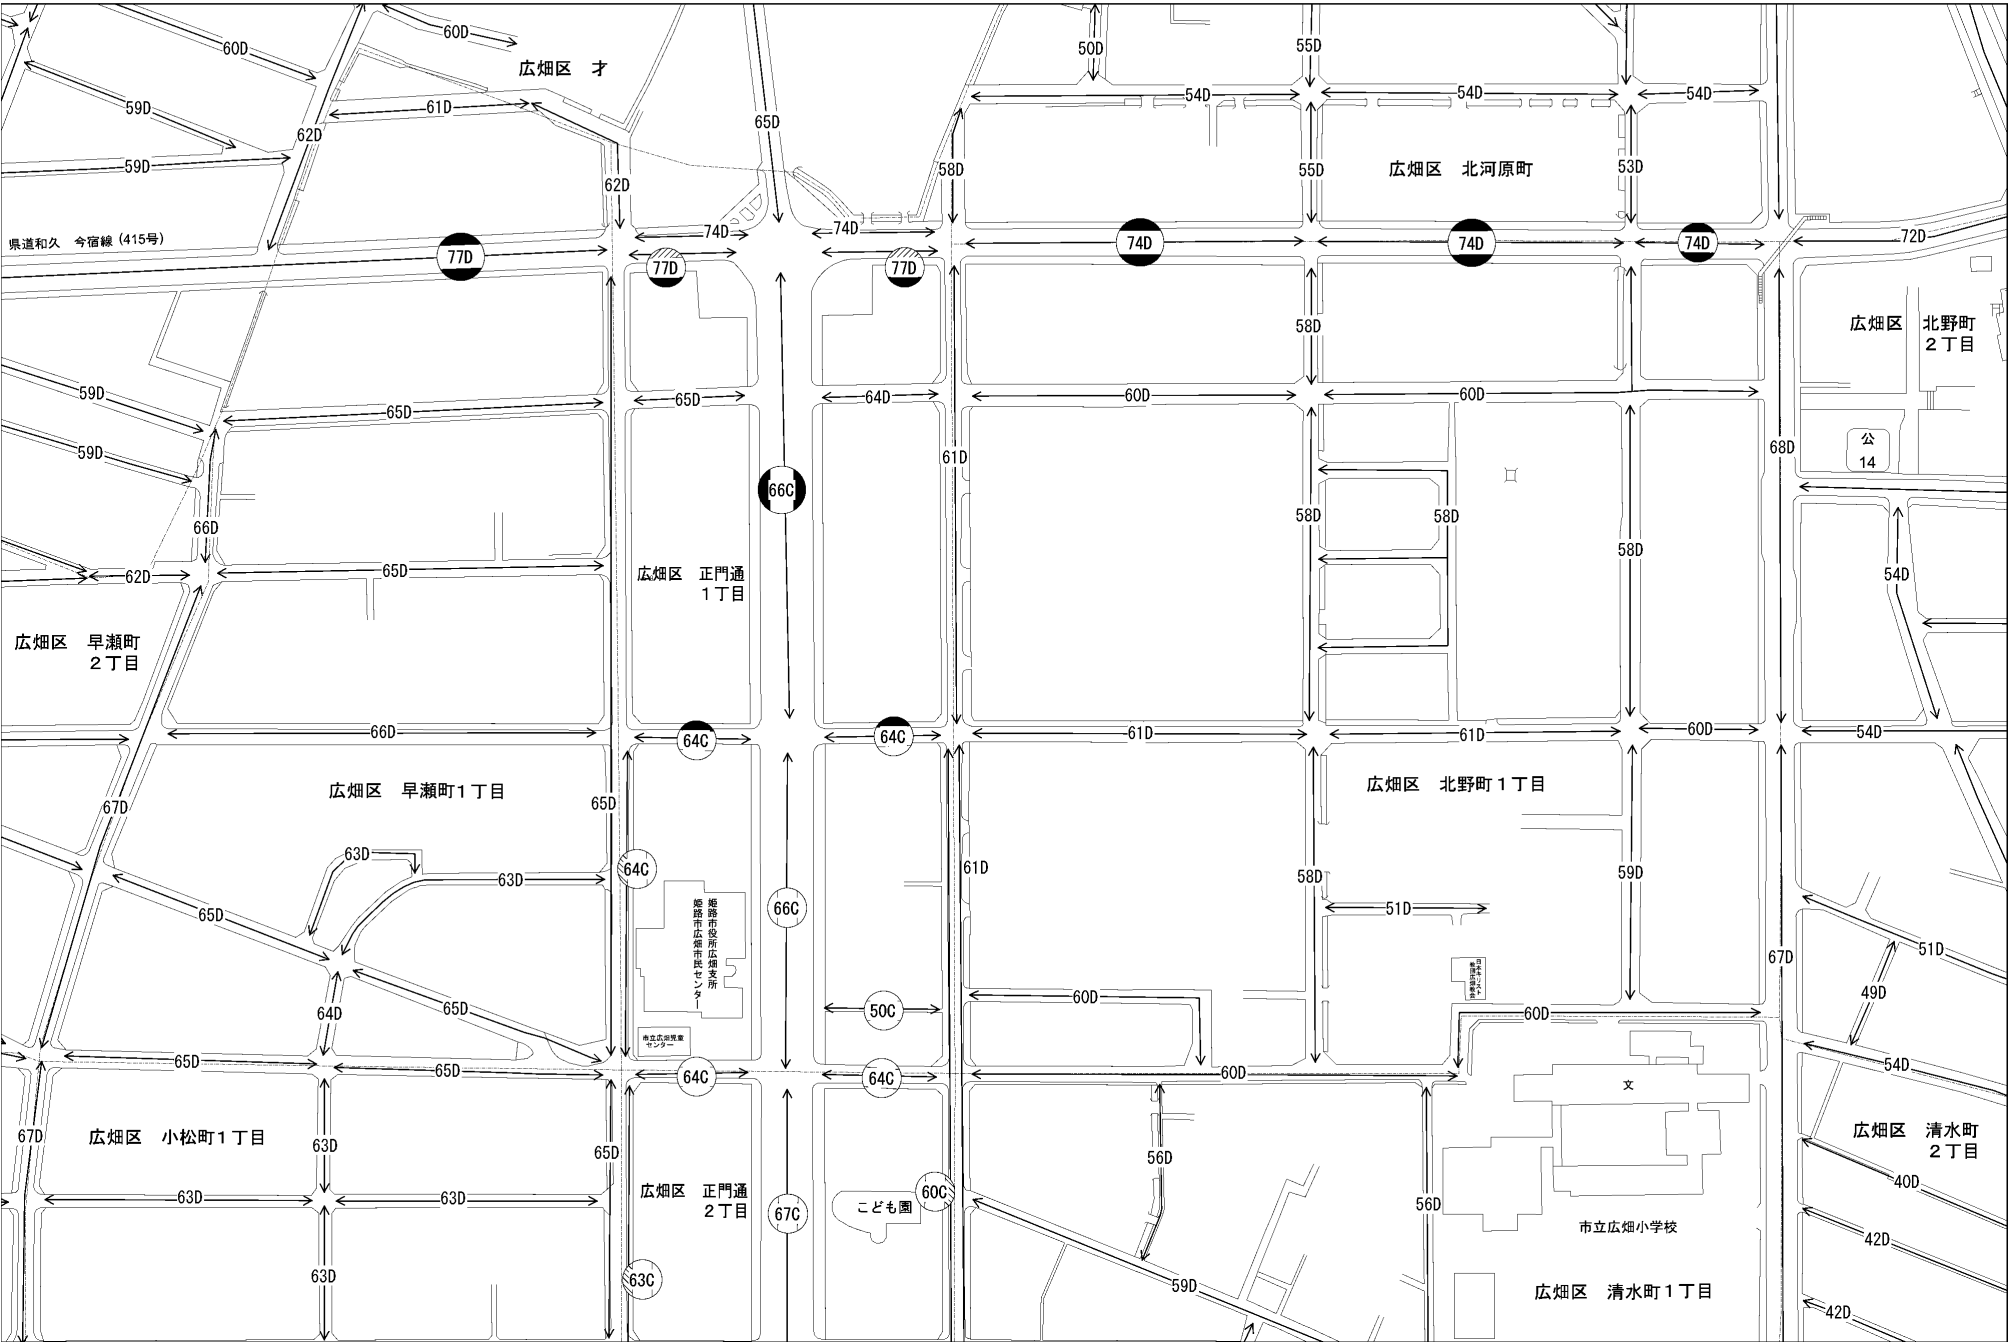 60D
60D
広畑区 才
50D
55D
54D
54D
54D
59D
61D
62D
65D
59D
62D
58D
55D
広畑区 北河原町
53D
県道和久 今宿線(415号)
77D
74D
74D
74D
74D
74D
72D
77D
77D
58D
広畑区 北野町
2丁目
59D
65D
65D
64D
60D
60D
公
14
59D
61D
68D
66C
66D
58D
58D
58D
62D
65D
広畑区 正門通
1丁目
54D
広畑区 早瀬町
2丁目
66D
64C
64C
61D
61D
60D
54D
広畑区 早瀬町1丁目
広畑区 北野町1丁目
67D
65D
63D
63D
64C
61D
58D
59D
65D
66C
51D
姫路市役所広畑支所
姫路市広畑市民センター
51D
67D
日本キリスト
教団広畑教会
65D
64D
50C
60D
49D
60D
市立広畑児童
センター
65D
65D
64C
64C
60D
54D
文
67D
広畑区 小松町1丁目
63D
65D
56D
広畑区 清水町
2丁目
63D
63D
広畑区 正門通
2丁目
60C
67C
こども園
56D
40D
市立広畑小学校
42D
63D
63C
59D
広畑区 清水町1丁目
42D